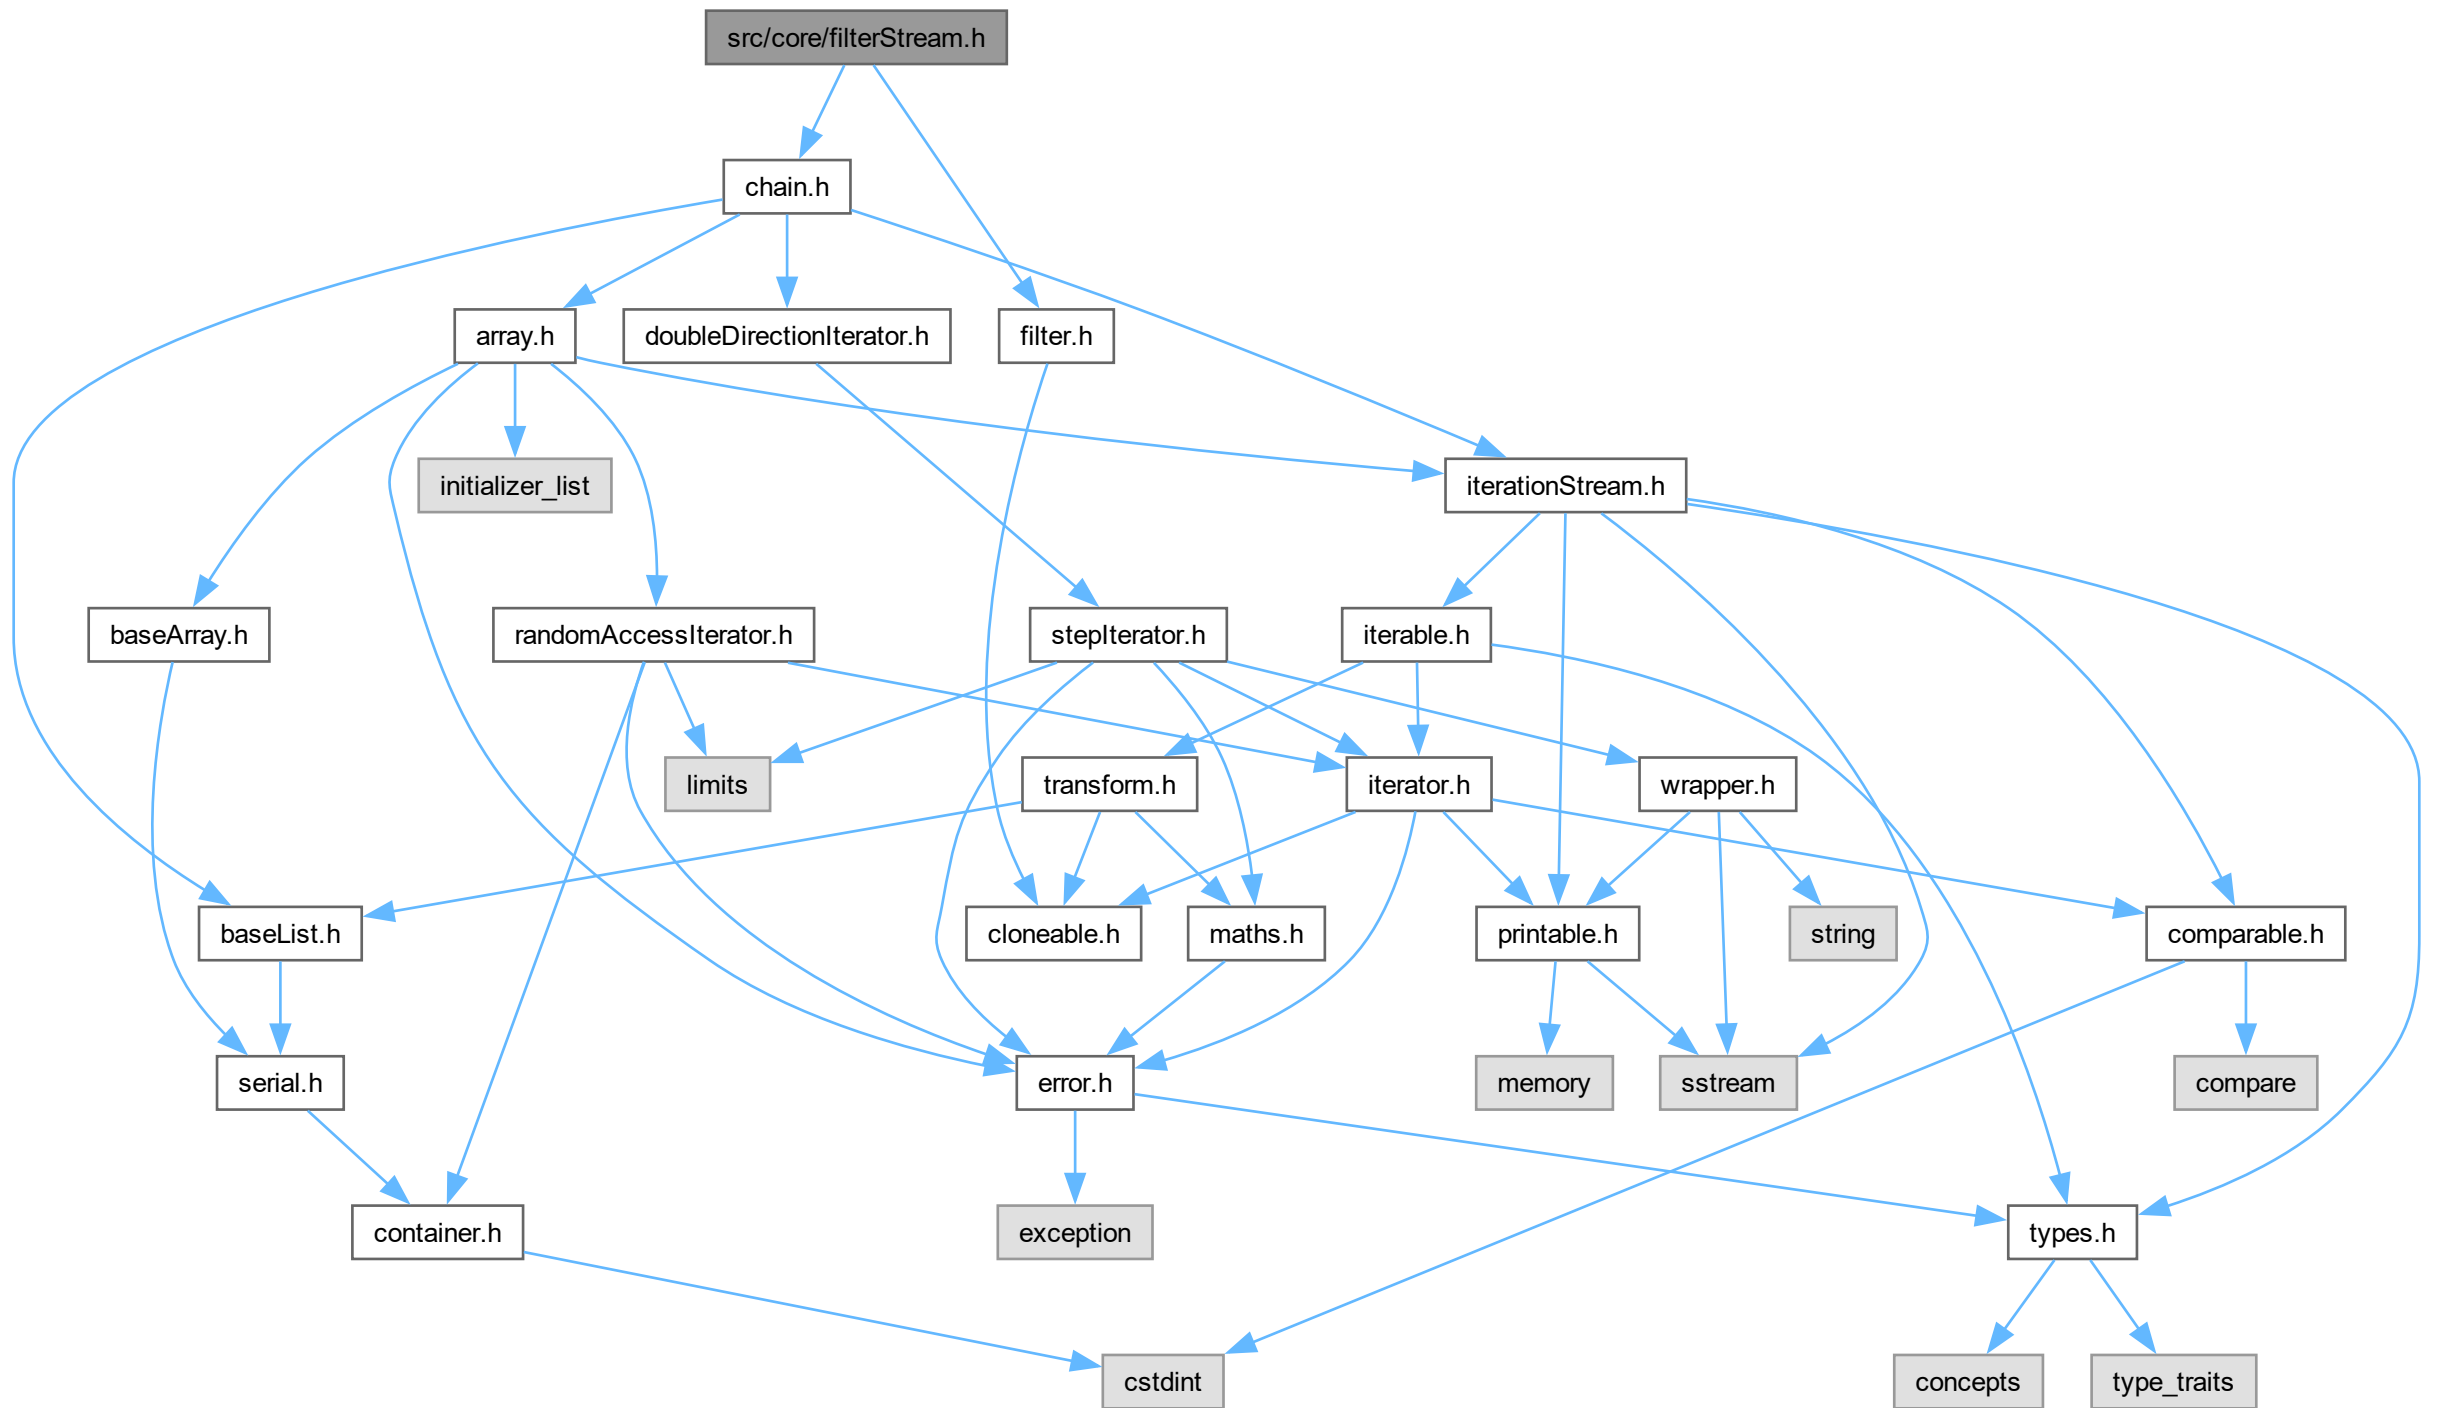 src/core/filterStream.h
chain.h
array.h
doubleDirectionIterator.h
filter.h
initializer_list
iterationStream.h
baseArray.h
randomAccessIterator.h
stepIterator.h
iterable.h
limits
transform.h
iterator.h
wrapper.h
baseList.h
cloneable.h
maths.h
printable.h
string
comparable.h
serial.h
error.h
memory
sstream
compare
container.h
exception
types.h
cstdint
concepts
type_traits